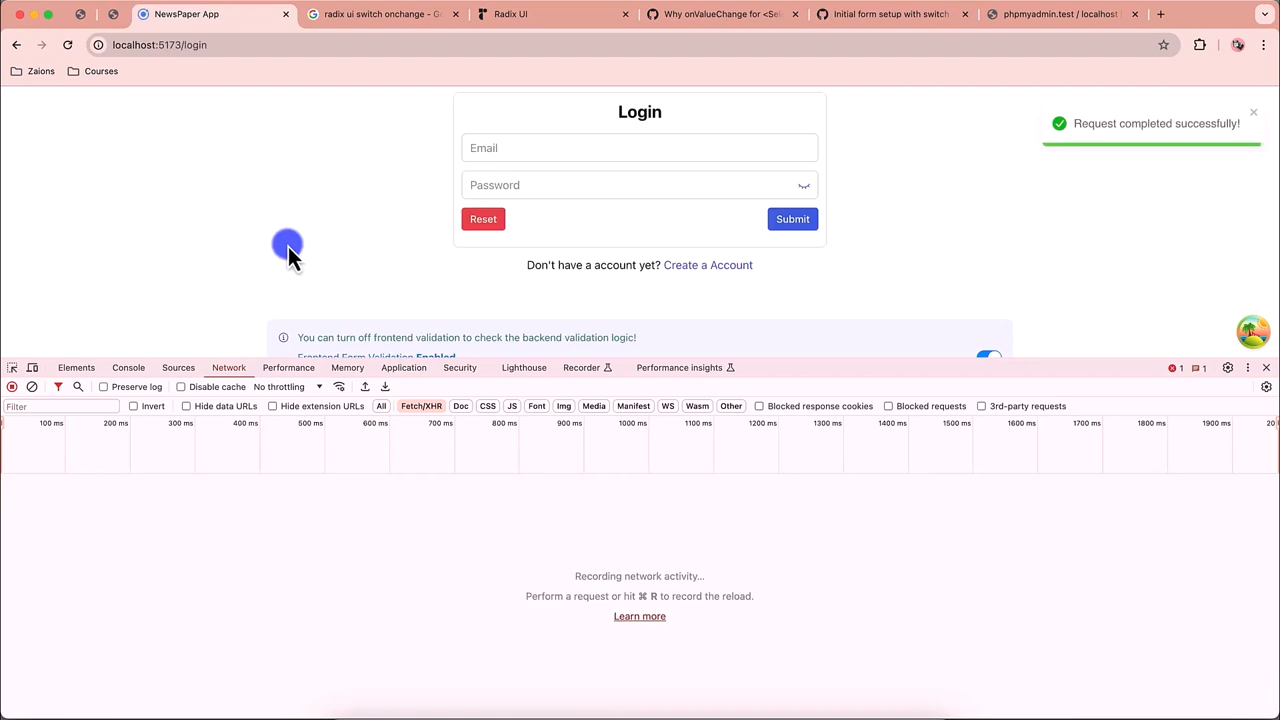 NewsPaper App
radix ui switch onchange - G
Radix UI
Why onValueChange for <Sel
Initial form setup with switch
phpmyadmin.test / localhost
localhost:5173/login
Zaions
Courses
Login
Request completed successfully!
Email
Password
Reset
Submit
Don't have a account yet? Create a Account
You can turn off frontend validation to check the backend validation logic!
Frontend Form Validation Enabled
Elements Console Sources Network Performance Memory Application Security Lighthouse Recorder Performance insights 1 1
Preserve log Disable cache No throttling
Filter Invert Hide data URLs Hide extension URLs All Fetch/XHR Doc CSS JS Font Img Media Manifest WS Wasm Other Blocked response cookies Blocked requests 3rd-party requests
100 ms 200 ms 300 ms 400 ms 500 ms 600 ms 700 ms 800 ms 900 ms 1000 ms 1100 ms 1200 ms 1300 ms 1400 ms 1500 ms 1600 ms 1700 ms 1800 ms 1900 ms 20
Recording network activity...
Perform a request or hit ⌘ R to record the reload.
Learn more